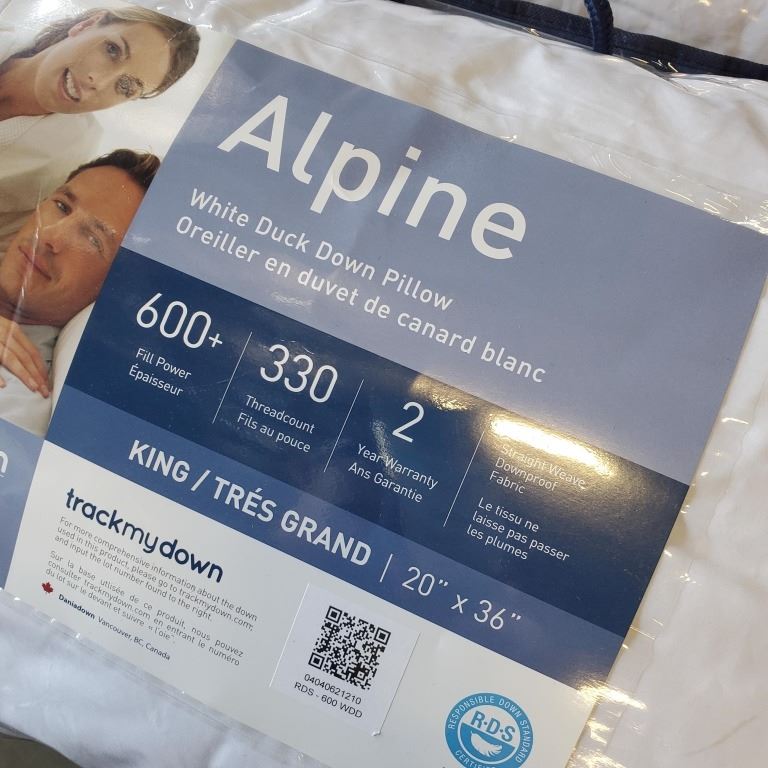 Alpine
White Duck Down Pillow
Oreiller en duvet de canard blanc
600+
Fill Power
Épaisseur
330
Threadcount
Fils au pouce
2
Year Warranty
Ans Garantie
Straight Weave
Downproof
Fabric
Le tissu ne
laisse pas passer
les plumes
KING / TRÉS GRAND | 20” x 36”
trackmydown
For more comprehensive information about the down
used in this product, please go to trackmydown.com;
and input the lot number found to the right.
Sur la base utilisée de ce produit, nous pouvez
consulter trackmydown.com en entrant le numéro
du lot sur le devant et suivre « l'oie".
Daniadown Vancouver, BC, Canada
04040621210
RDS - 600 WDD
RESPONSIBLE DOWN STANDARD
R·D·S
n